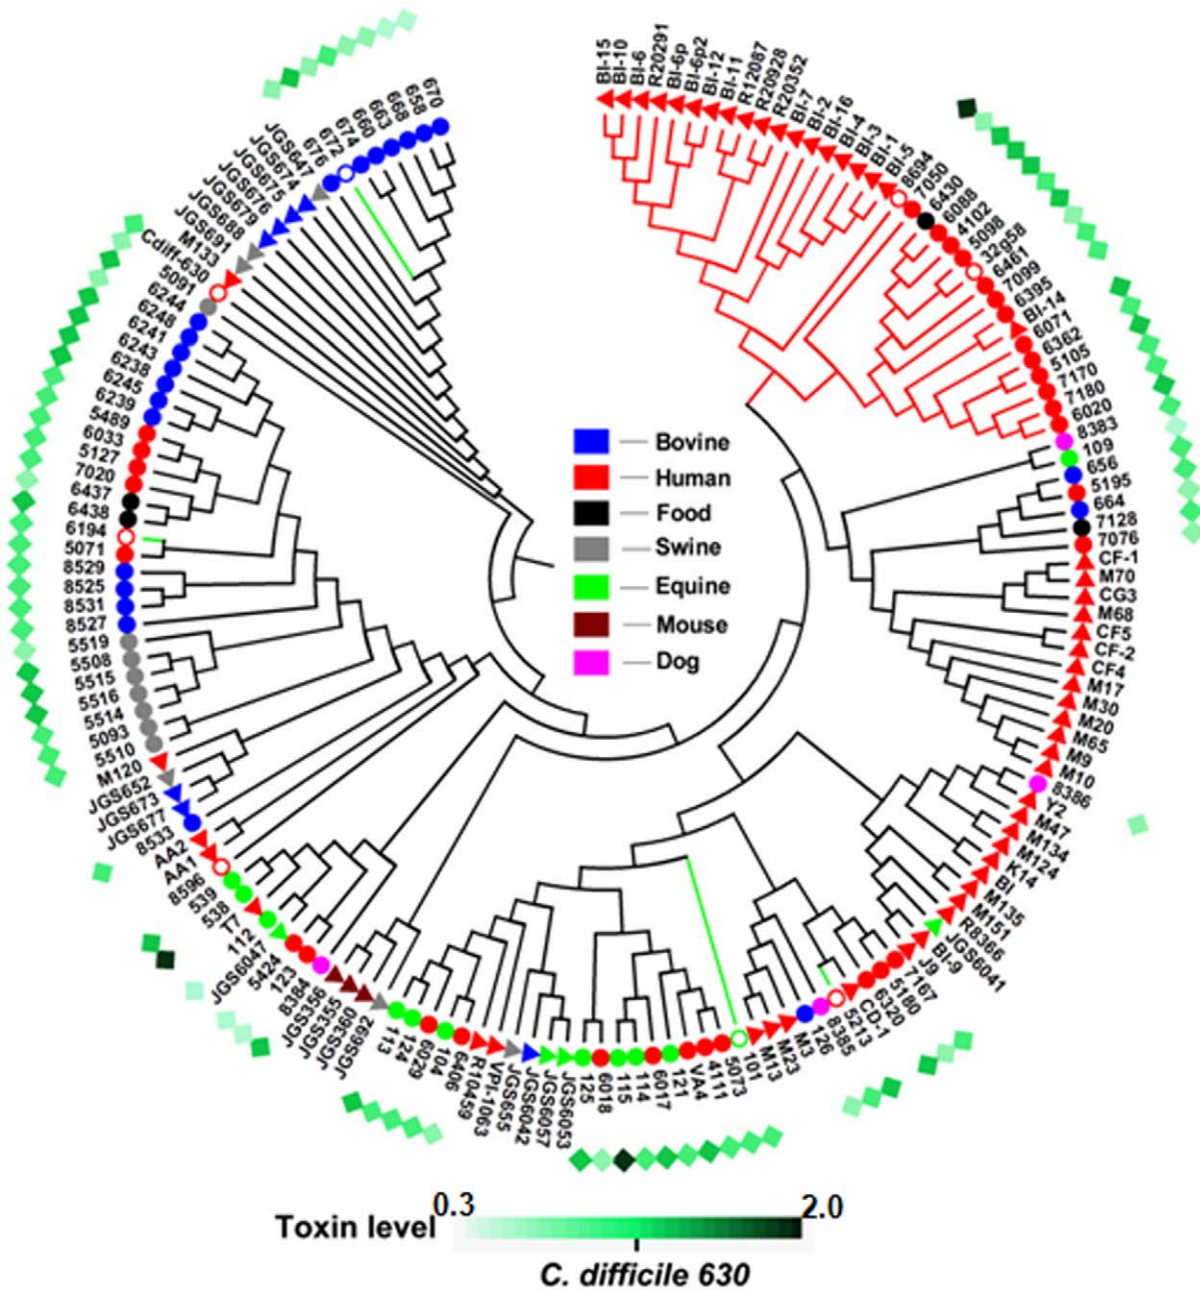 BI-15
BI-10
BI-6
R20291
BI-6p
BI-6p2
BI-12
BI-11
R12087
R20928
R20352
BI-7
BI-2
BI-16
BI-4
BI-3
BI-1
BI-5
8694
7050
6430
6088
4102
5098
32g58
6461
7099
6395
BI-14
6071
6362
5105
7170
7180
6020
8383
109
656
5195
664
7128
7076
CF-1
M70
CG3
M68
CF5
CF-2
CF4
M17
M30
M20
M65
M9
M10
8386
Y2
M47
M134
M124
K14
BI
M135
M151
R8366
JGS6041
BI-9
J9
7167
5180
6320
CD-1
5213
8385
126
M3
M23
M13
101
5073
4111
VA4
121
6017
114
115
6018
125
JGS6053
JGS6057
JGS6042
JGS655
VPI-1063
R10459
6406
104
6029
124
113
JGS692
JGS360
JGS355
JGS356
8384
123
5424
JGS6047
112
T7
538
539
8596
AA1
AA2
8533
JGS677
JGS673
JGS652
M120
5510
5093
5514
5516
5515
5508
5519
8527
8531
8525
8529
5071
6194
6438
6437
7020
5127
6033
5489
6239
6245
6238
6243
6241
6248
6244
5091
Cdiff-630
M133
JGS691
JGS688
JGS679
JGS676
JGS675
JGS674
JGS647
676
672
674
660
663
668
658
670
Bovine
Human
Food
Swine
Equine
Mouse
Dog
0.3
2.0
Toxin level
C. difficile 630